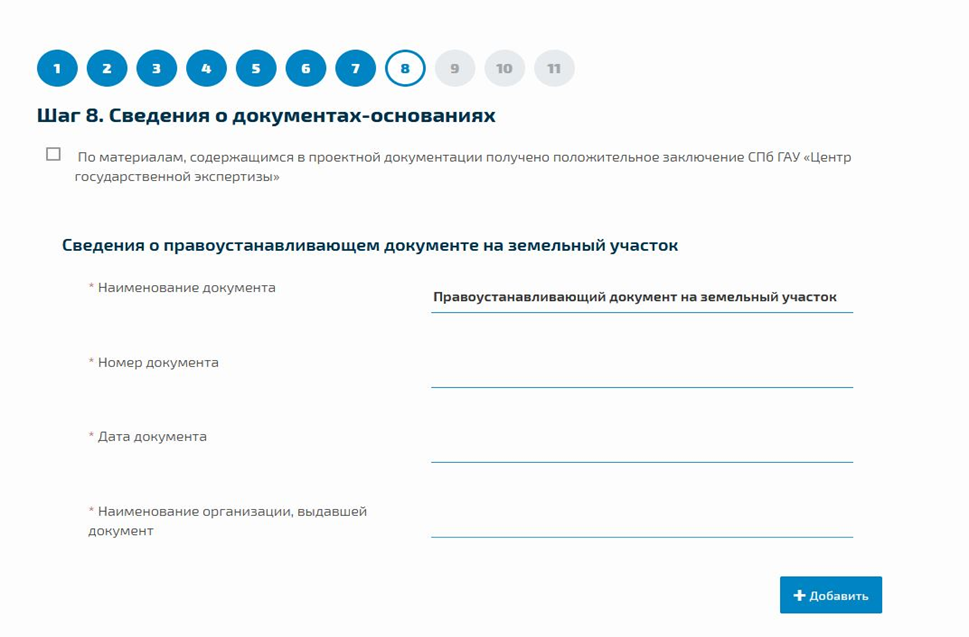 1 2 3 4 5 6 7 8 9 10 11
Шаг 8. Сведения о документах-основаниях
По материалам, содержащимся в проектной документации получено положительное заключение СПб ГАУ «Центр
государственной экспертизы»
Сведения о правоустанавливающем документе на земельный участок
* Наименование документа
Правоустанавливающий документ на земельный участок
* Номер документа
* Дата документа
* Наименование организации, выдавшей
документ
+ Добавить